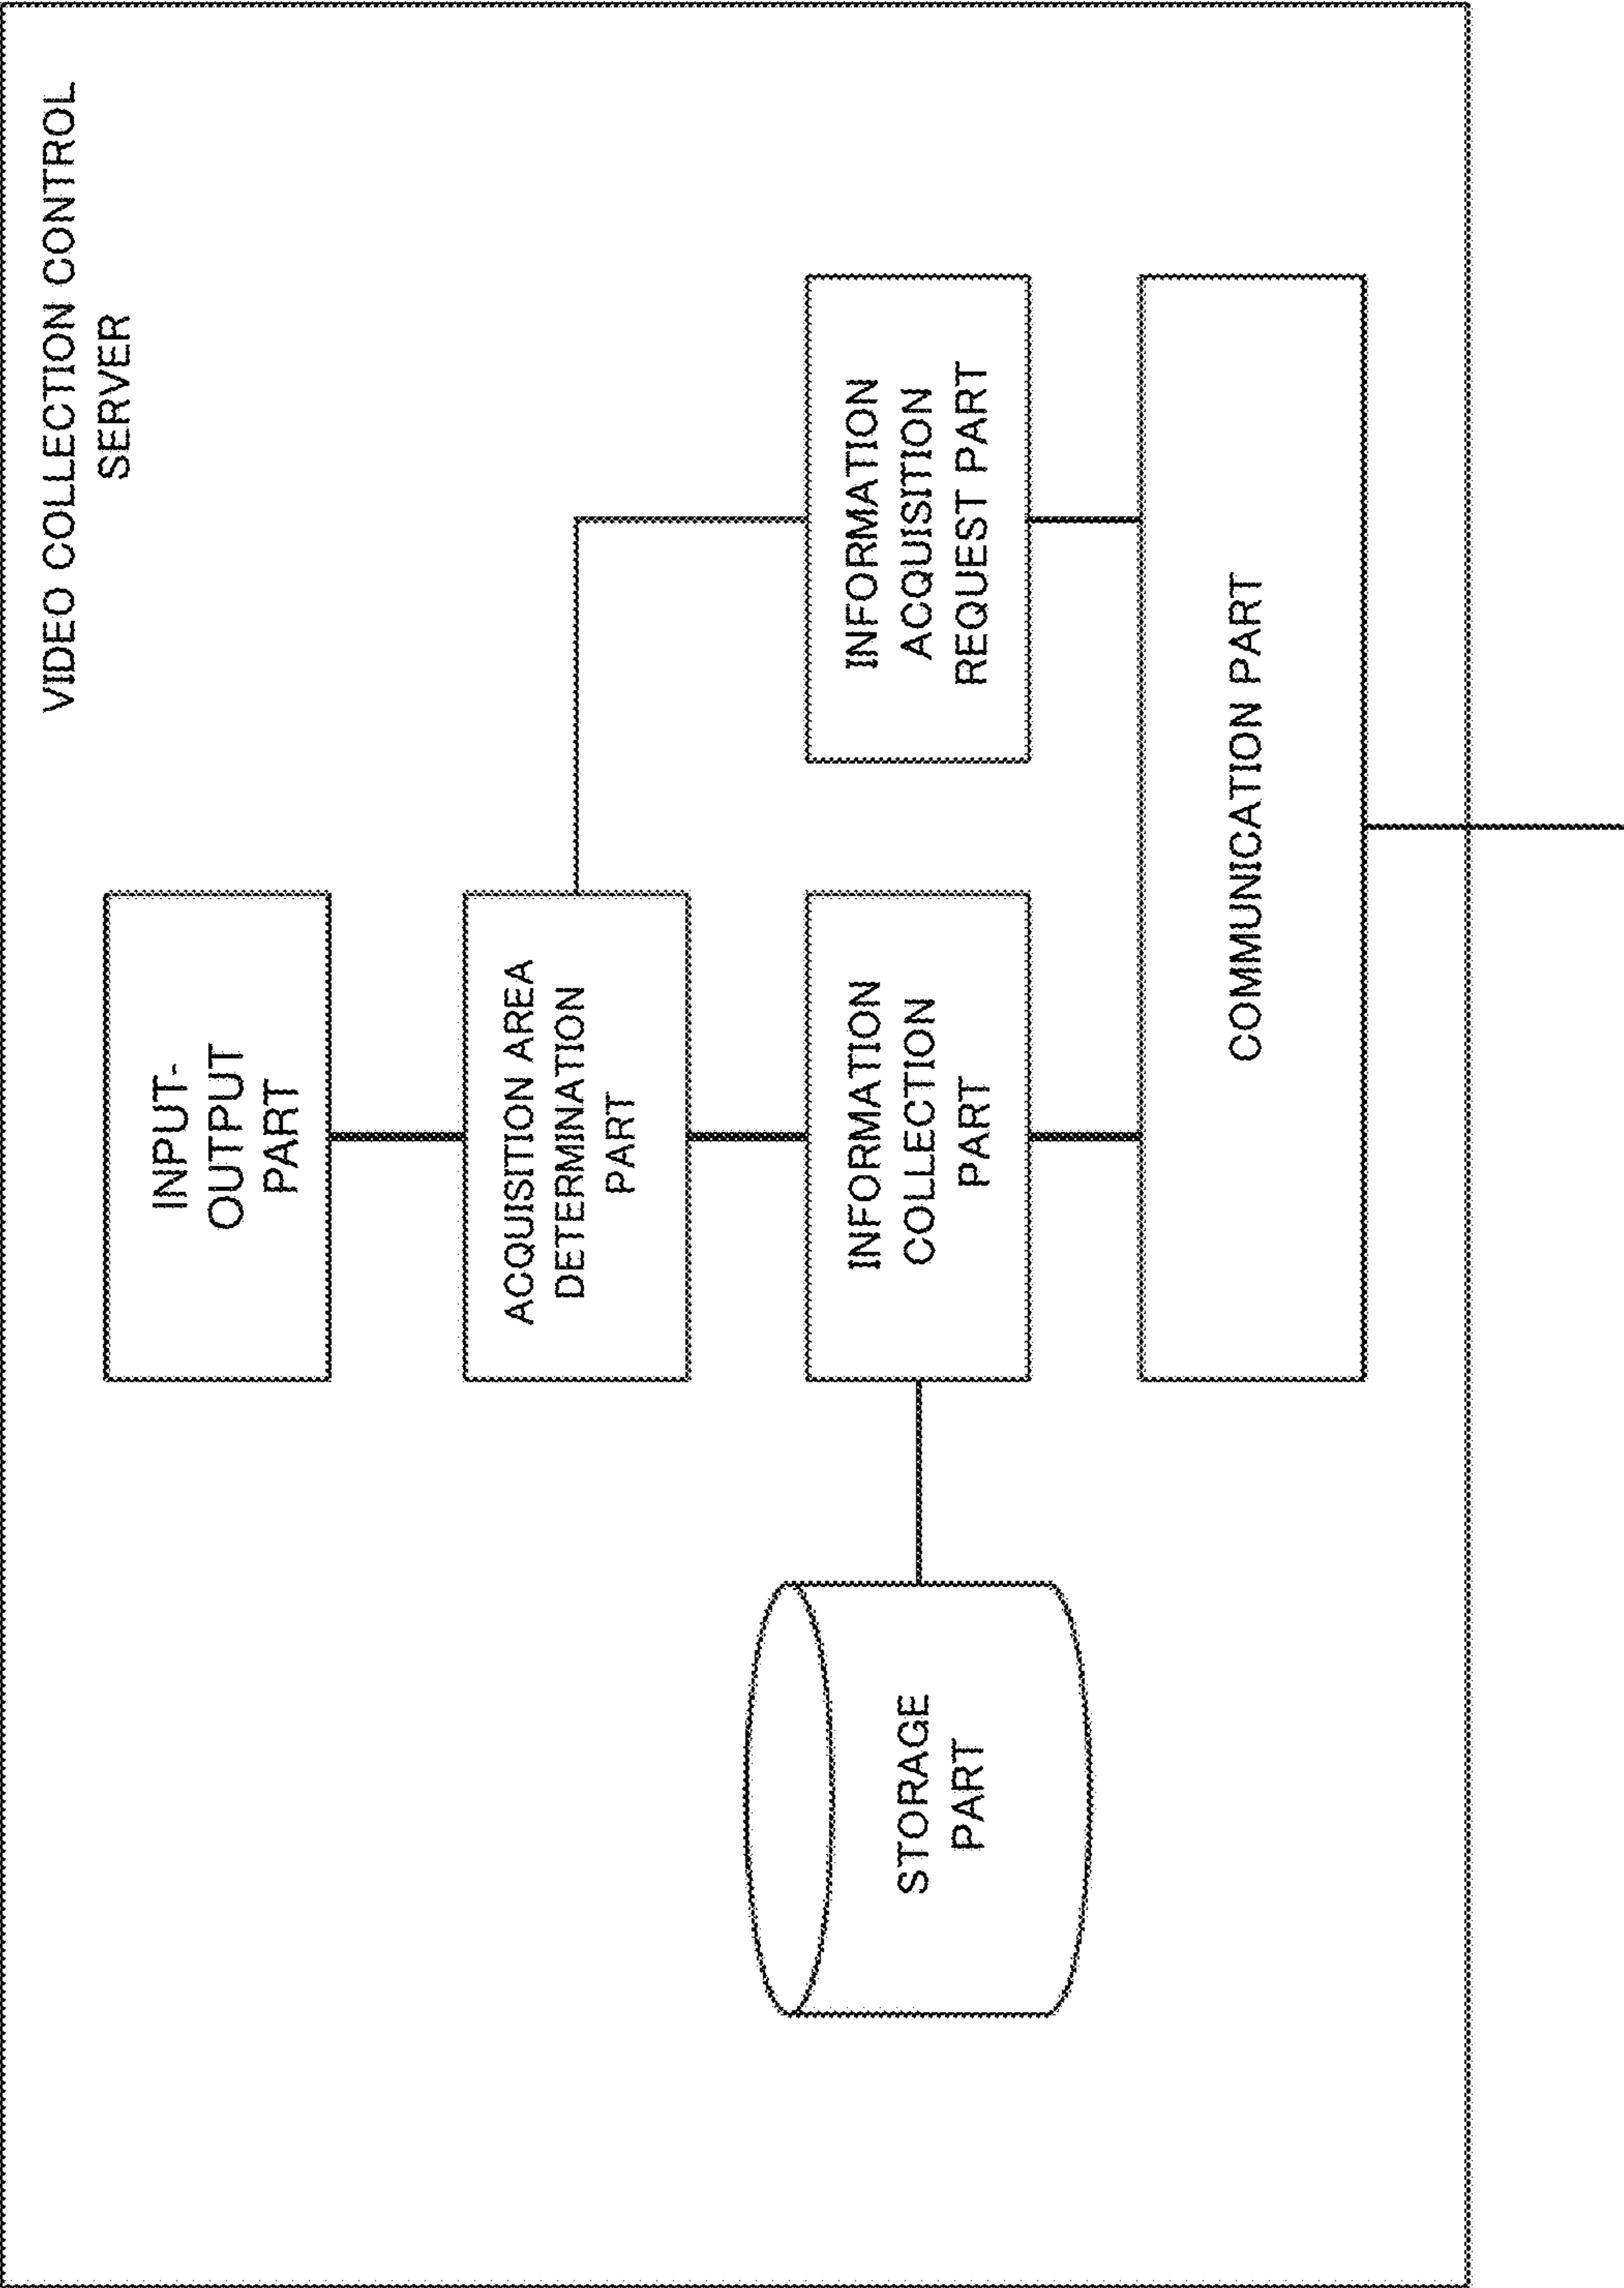 VIDEO COLLECTION CONTROL
SERVER
INPUT-
OUTPUT
PART
ACQUISITION AREA
DETERMINATION
PART
STORAGE
PART
INFORMATION
COLLECTION
PART
INFORMATION
ACQUISITION
REQUEST PART
COMMUNICATION PART